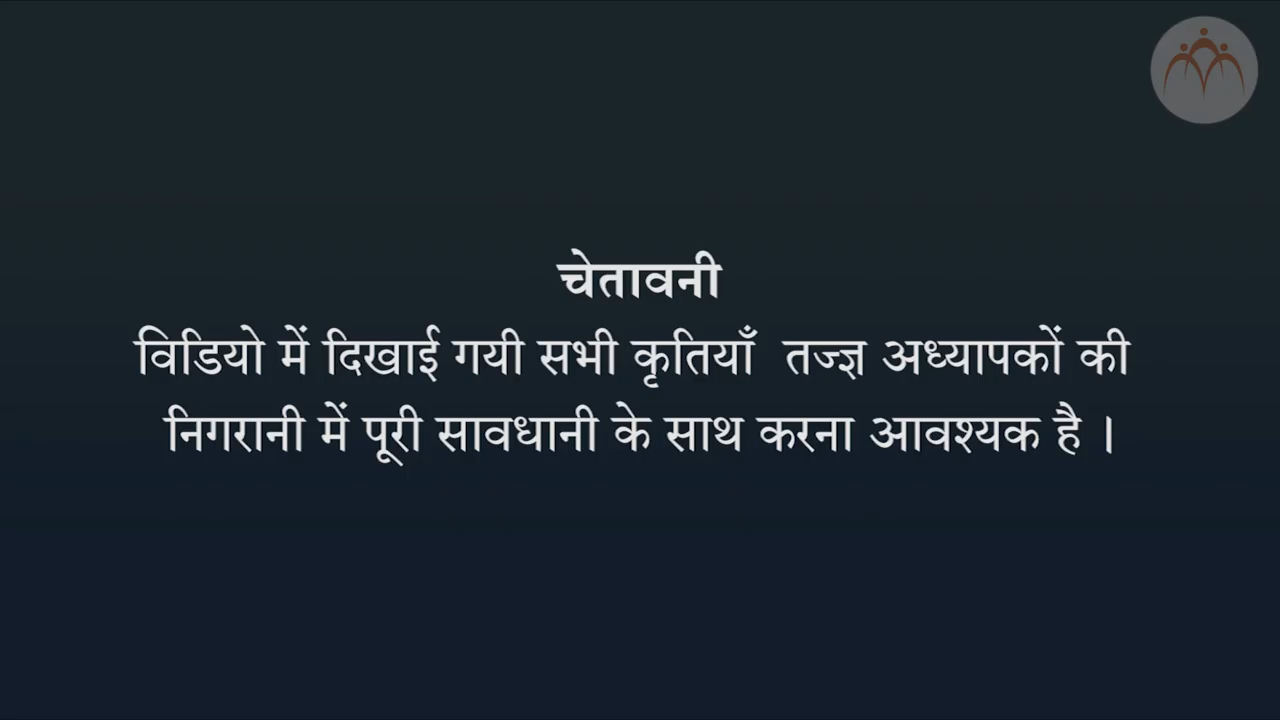 चेतावनी
विडियो में दिखाई गयी सभी कृतियाँ तज्ज्ञ अध्यापकों की
निगरानी में पूरी सावधानी के साथ करना आवश्यक है ।